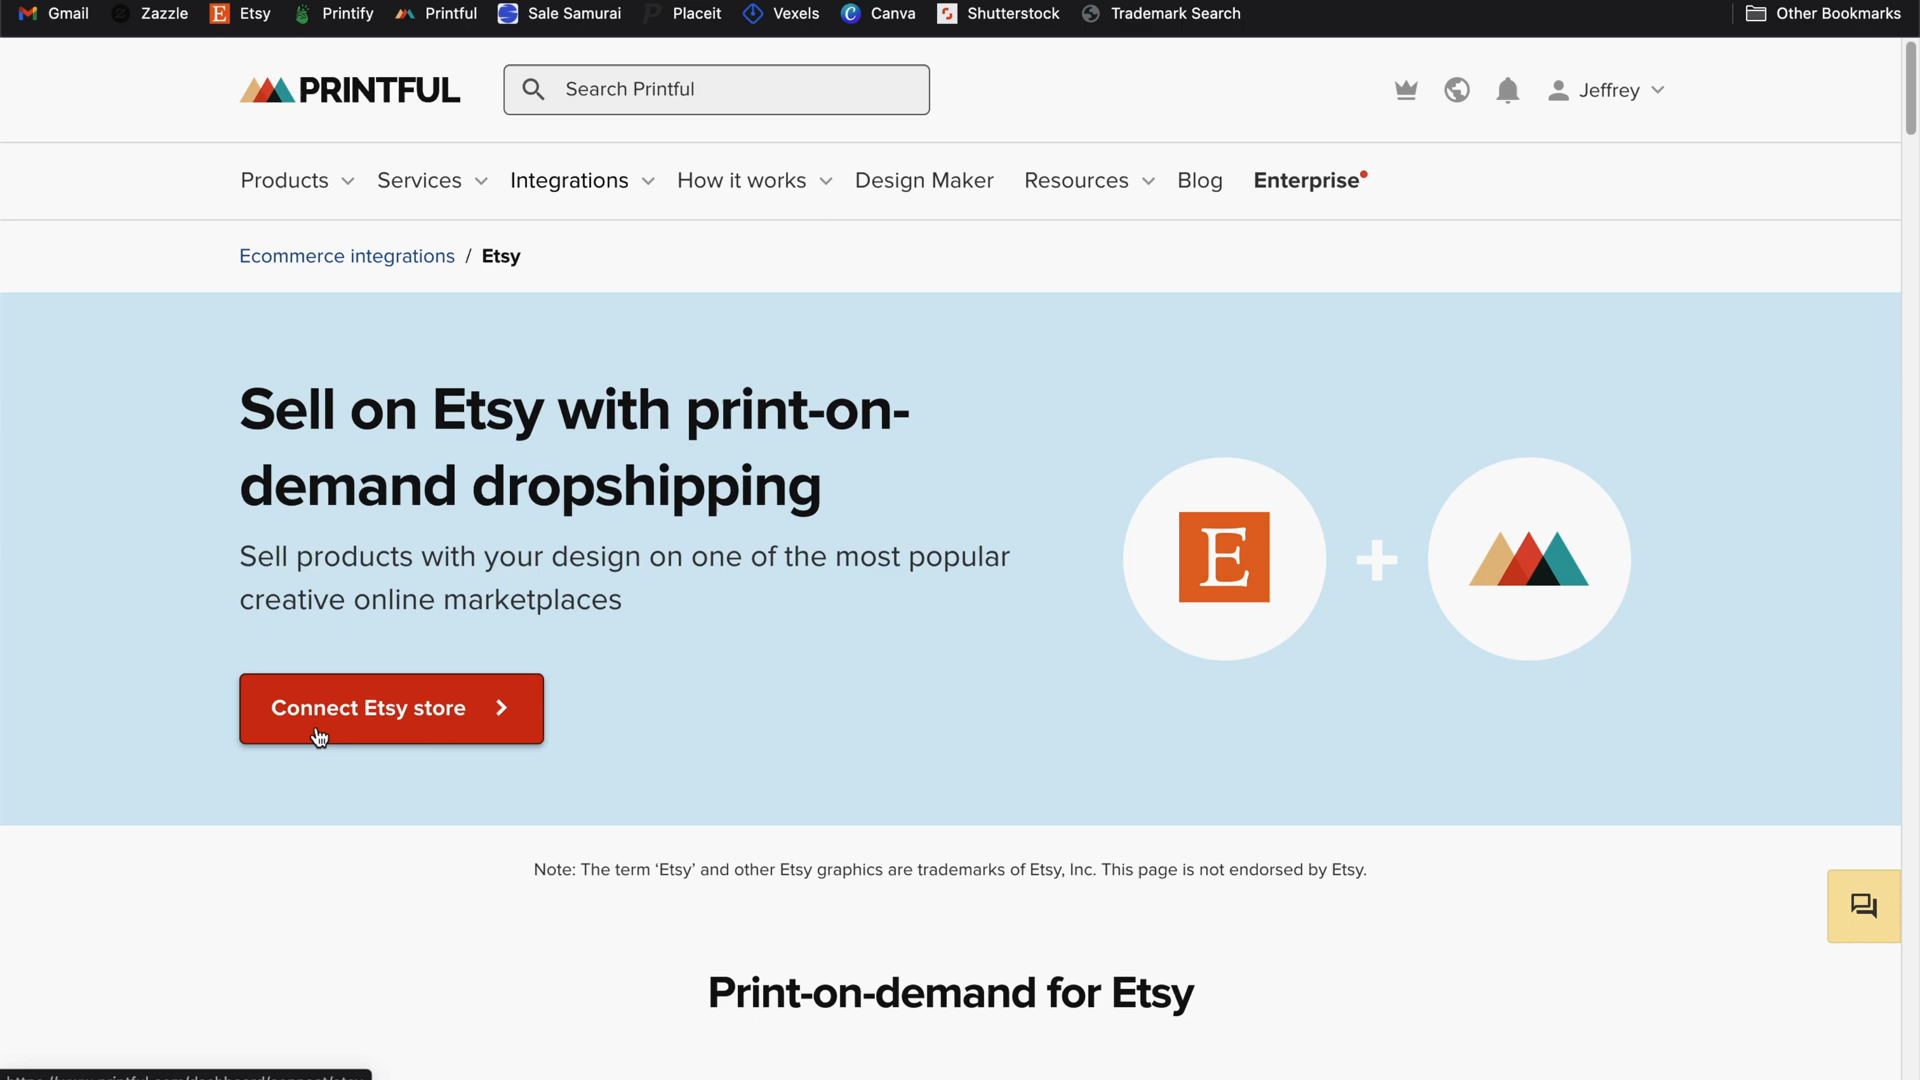 Gmail Zazzle Etsy Printify Printful Sale Samurai Placeit Vexels Canva Shutterstock Trademark Search Other Bookmarks
PRINTFUL Search Printful Jeffrey
Products Services Integrations How it works Design Maker Resources Blog Enterprise
Ecommerce integrations / Etsy
Sell on Etsy with print-on-
demand dropshipping
Sell products with your design on one of the most popular
creative online marketplaces
E +
Connect Etsy store
Note: The term ‘Etsy’ and other Etsy graphics are trademarks of Etsy, Inc. This page is not endorsed by Etsy.
Print-on-demand for Etsy